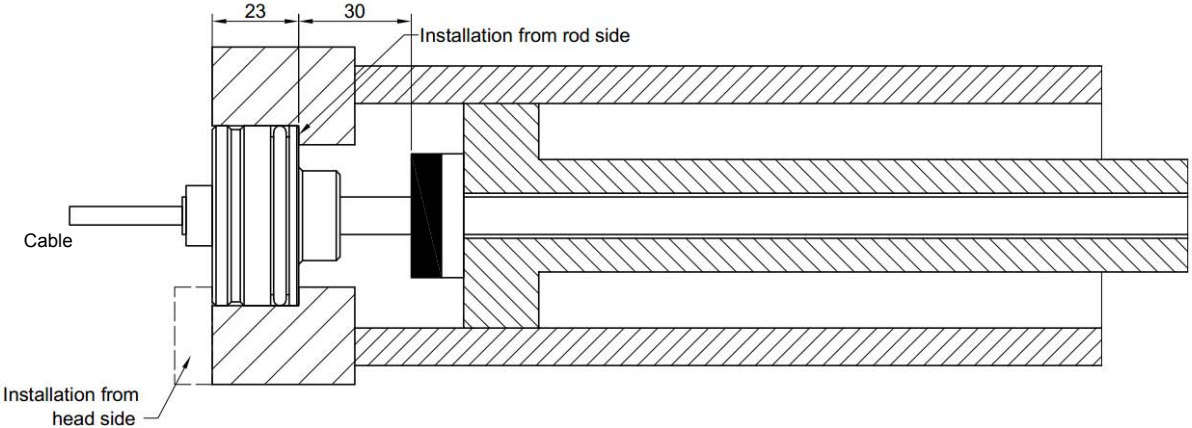 23
30
Installation from rod side
Cable
Installation from
head side